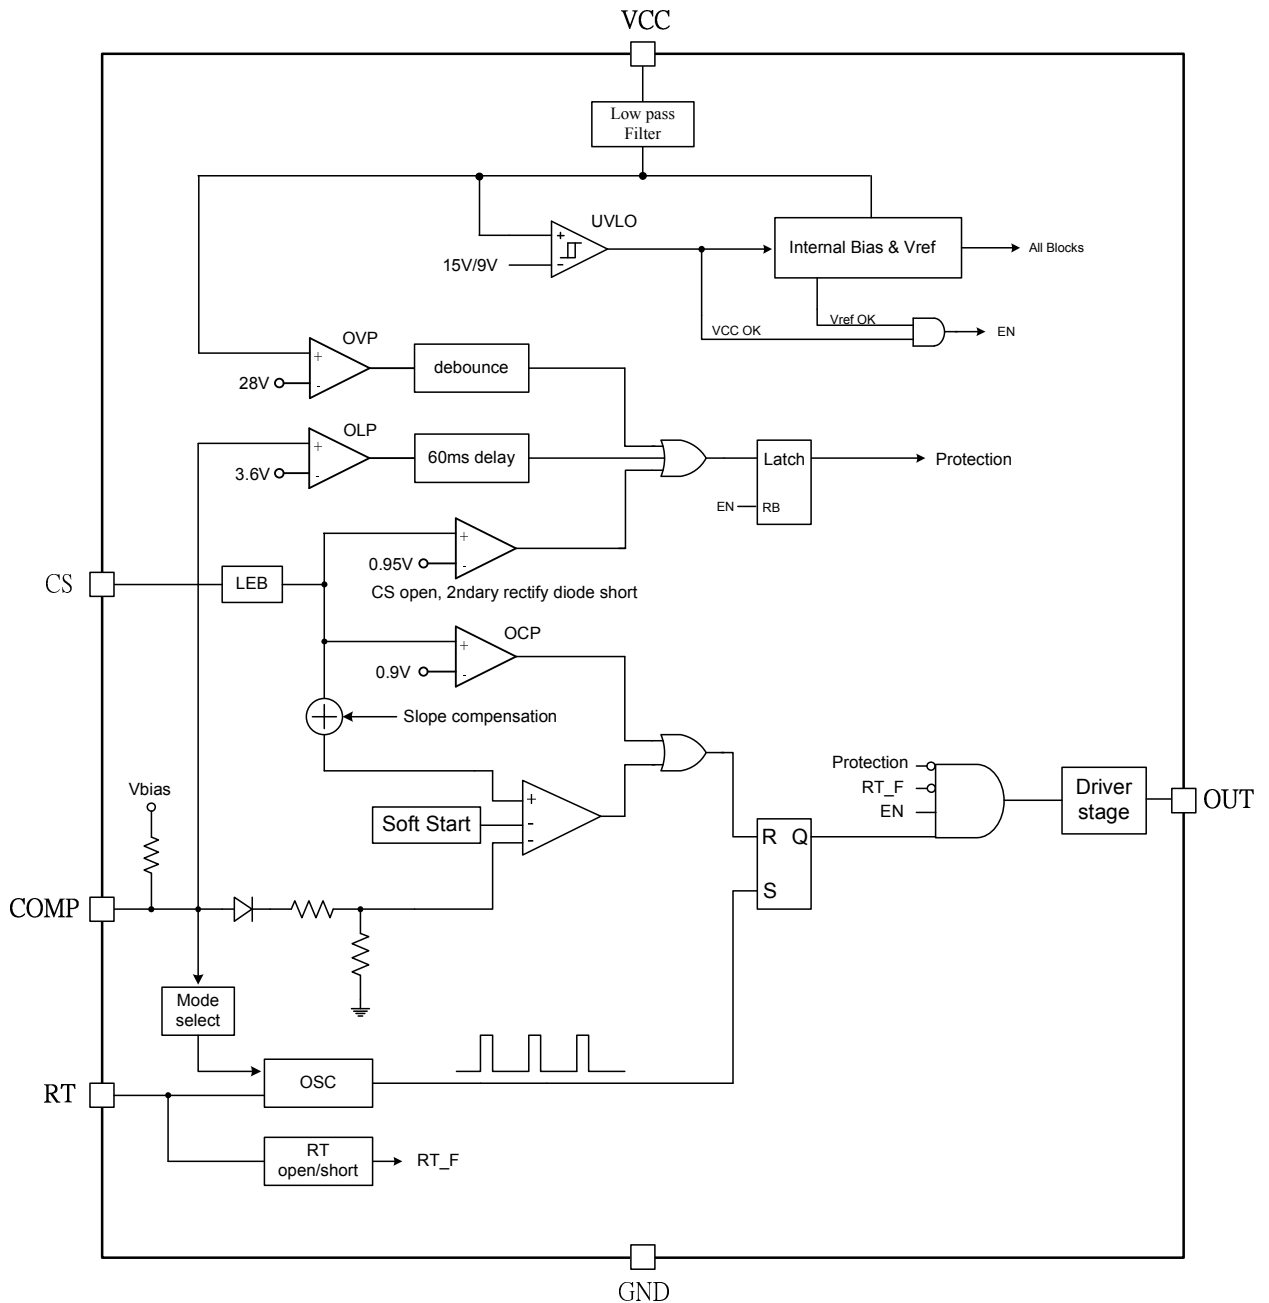 VCC
Low pass
Filter
UVLO
+
-
15V/9V
Internal Bias & Vref
All Blocks
Vref OK
VCC OK
EN
OVP
+
-
28V
debounce
OLP
+
-
3.6V
60ms delay
Latch
Protection
EN
RB
+
-
0.95V
CS open, 2ndary rectify diode short
CS
LEB
OCP
+
-
0.9V
Slope compensation
Vbias
Soft Start
+
-
-
Protection
RT_F
EN
Driver
stage
OUT
R Q
S
COMP
Mode
select
OSC
RT
RT
open/short
RT_F
GND